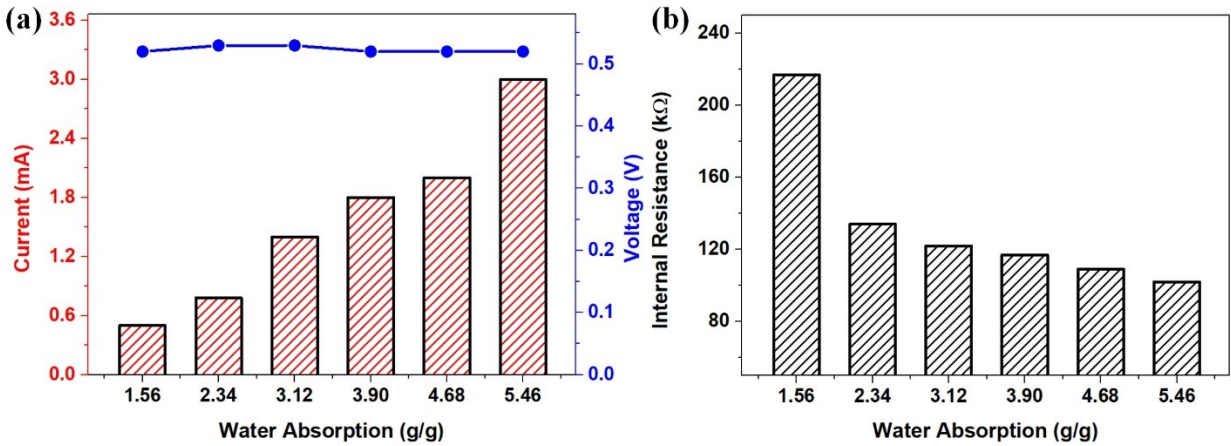 (a)
Current (mA)
3.6
3.0
2.4
1.8
1.2
0.6
0.0
1.56 2.34 3.12 3.90 4.68 5.46
Water Absorption (g/g)
0.5
0.4
0.3
0.2
0.1
0.0
Voltage (V)
(b)
Internal Resistance (kΩ)
240
200
160
120
80
1.56 2.34 3.12 3.90 4.68 5.46
Water Absorption (g/g)